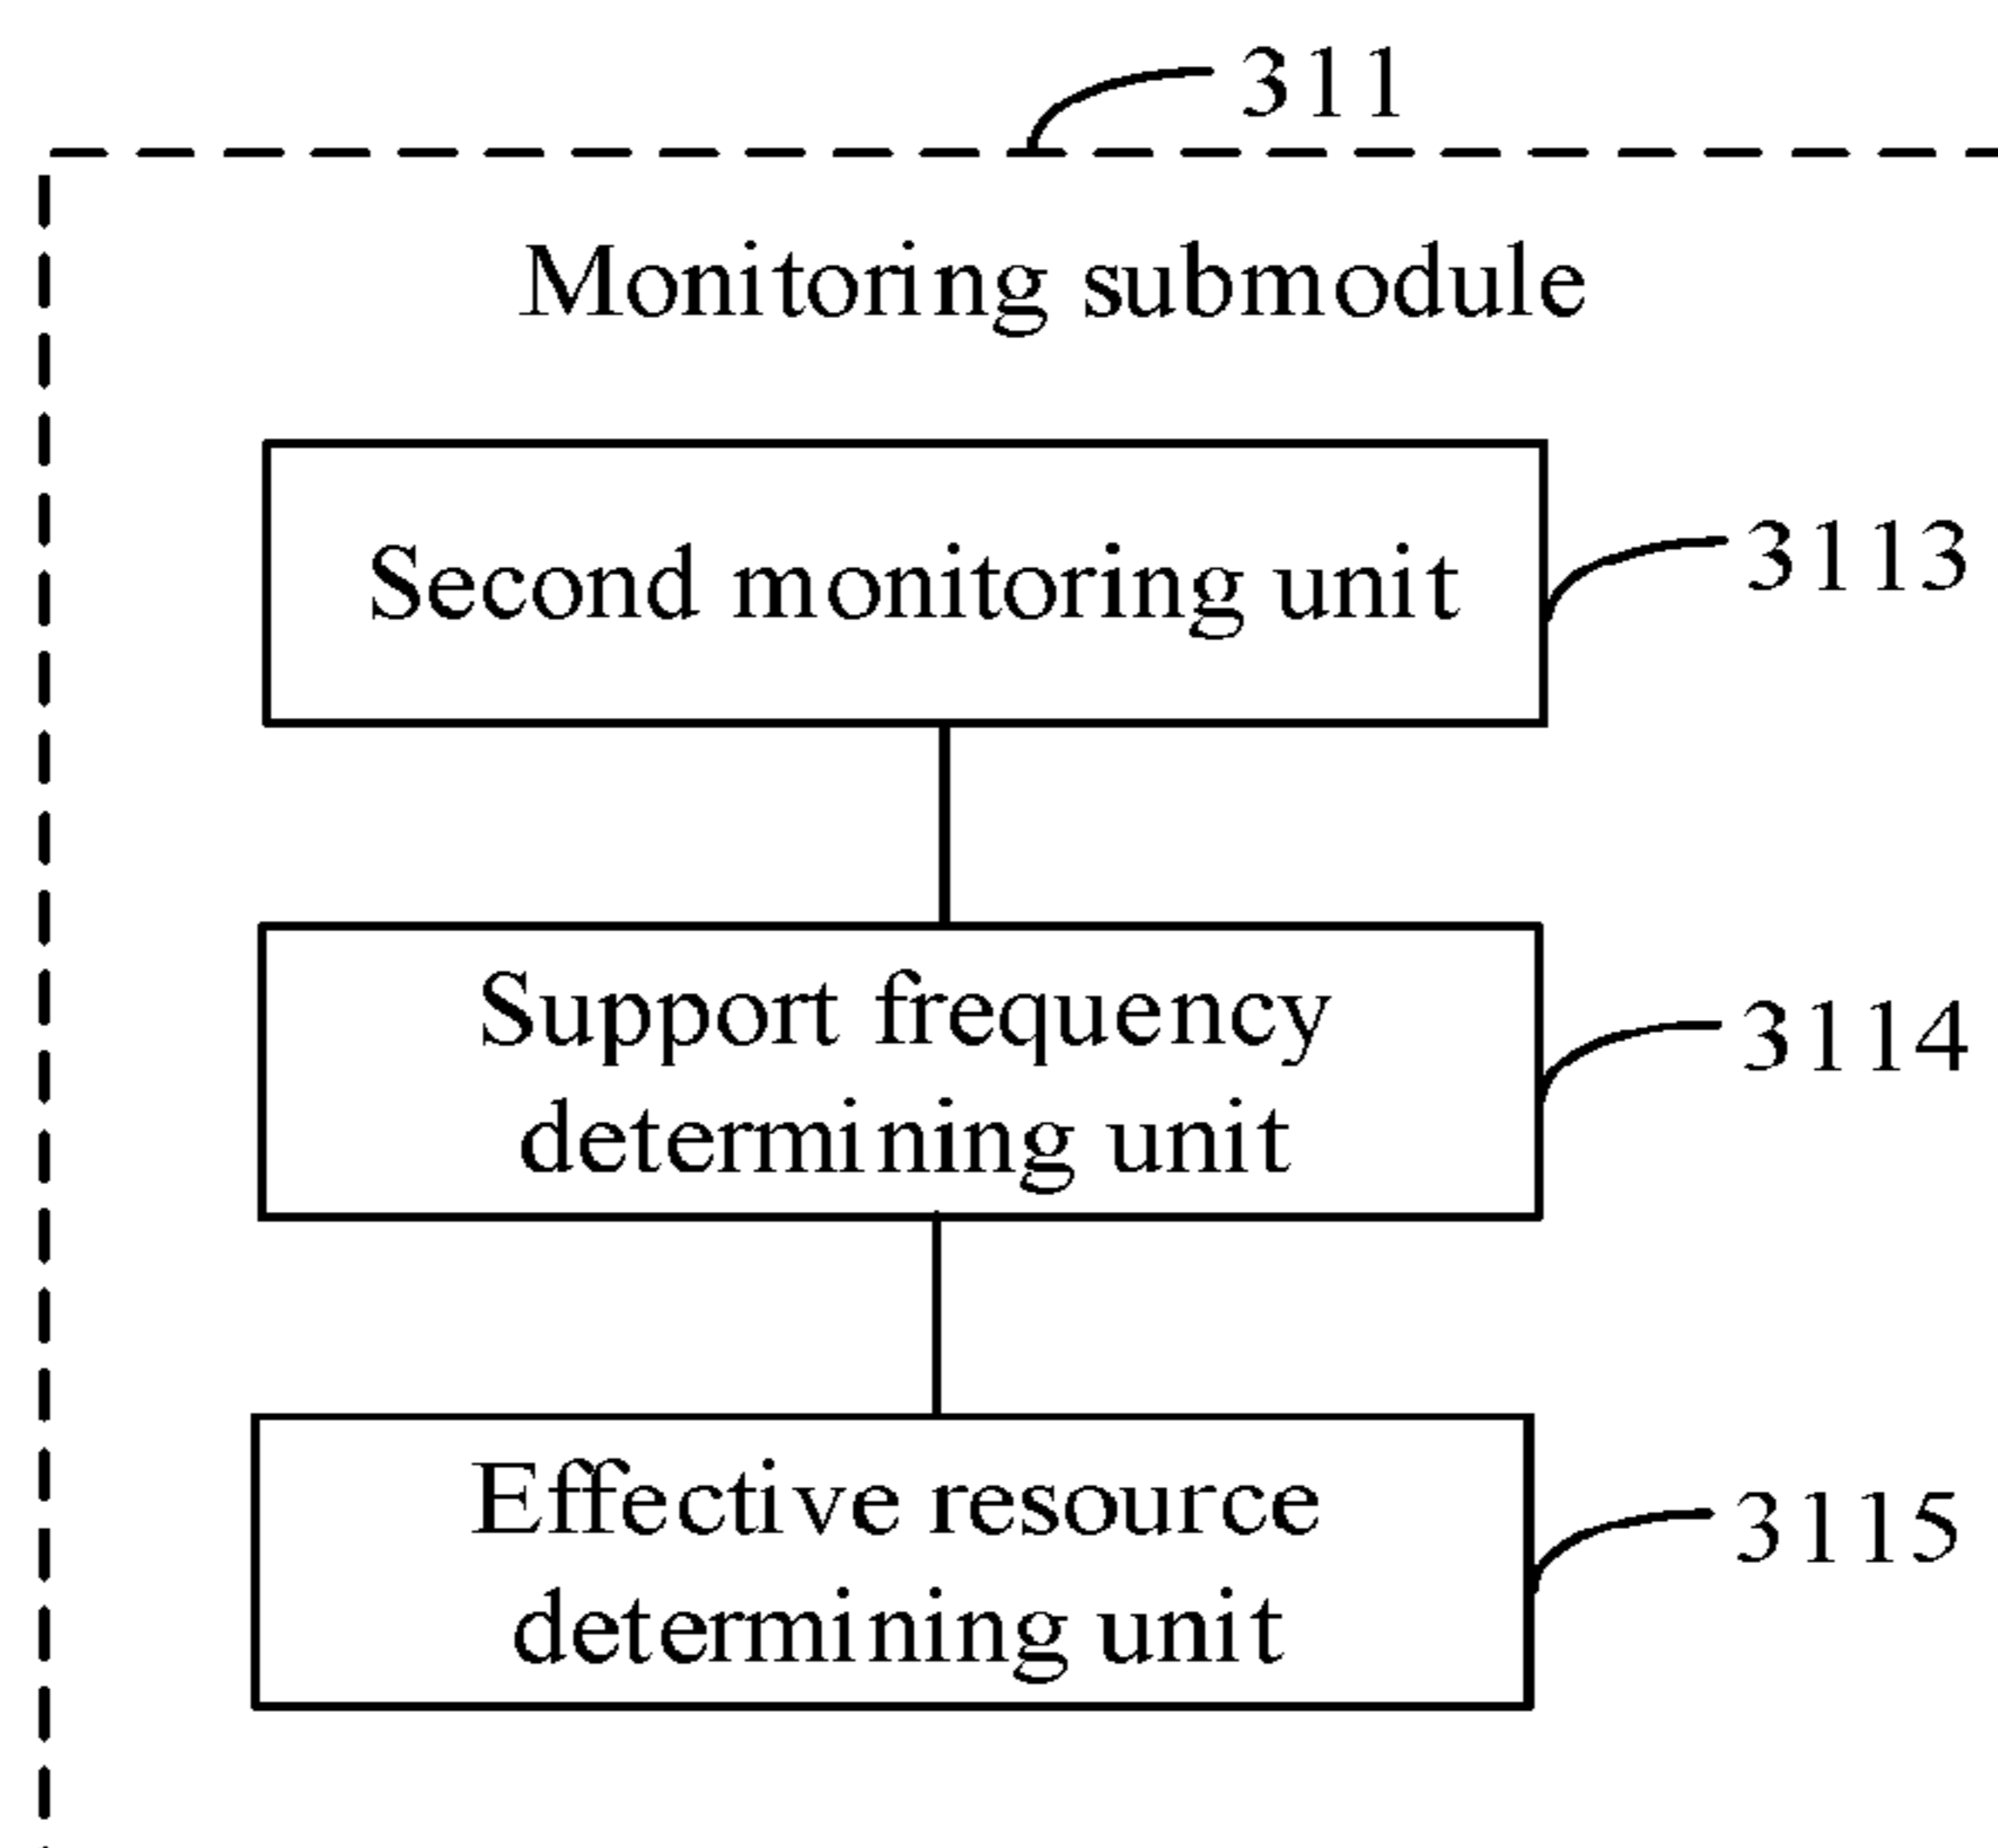 311
Monitoring submodule
Second monitoring unit
3113
Support frequency
determining unit
3114
Effective resource
determining unit
3115